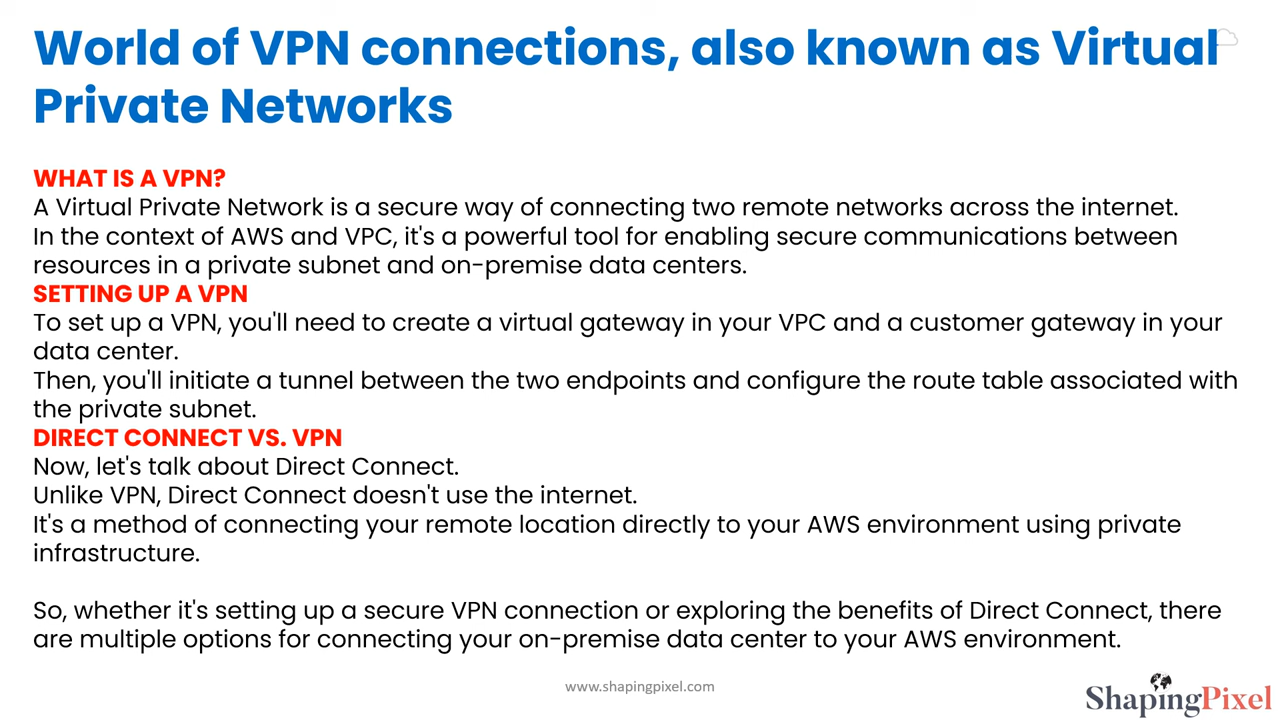 World of VPN connections, also known as Virtual
Private Networks
WHAT IS A VPN?
A Virtual Private Network is a secure way of connecting two remote networks across the internet.
In the context of AWS and VPC, it's a powerful tool for enabling secure communications between
resources in a private subnet and on-premise data centers.
SETTING UP A VPN
To set up a VPN, you'll need to create a virtual gateway in your VPC and a customer gateway in your
data center.
Then, you'll initiate a tunnel between the two endpoints and configure the route table associated with
the private subnet.
DIRECT CONNECT VS. VPN
Now, let's talk about Direct Connect.
Unlike VPN, Direct Connect doesn't use the internet.
It's a method of connecting your remote location directly to your AWS environment using private
infrastructure.
So, whether it's setting up a secure VPN connection or exploring the benefits of Direct Connect, there
are multiple options for connecting your on-premise data center to your AWS environment.
www.shapingpixel.com
ShapingPixel